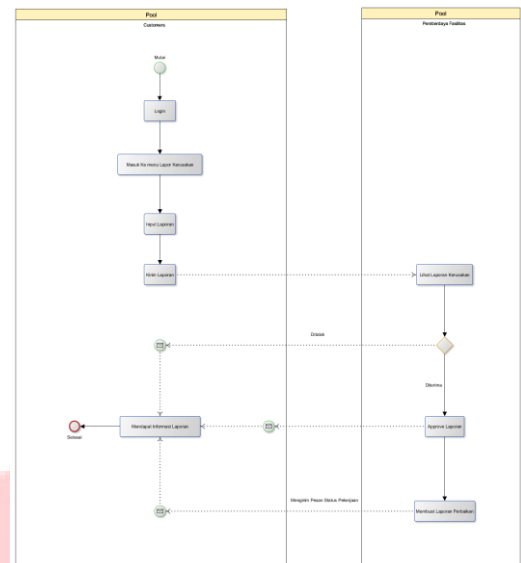 Pool
Customers
Mulai
Login
Masuk Ke menu Lapor Kerusakan
Input Laporan
Kirim Laporan
Mendapat Informasi Laporan
Selesai
Pool
Pemberdaya Fasilitas
Lihat Laporan Kerusakan
Ditolak
Diterima
Approve Laporan
Mengirim Pesan Status Pekerjaan
Membuat Laporan Perbaikan